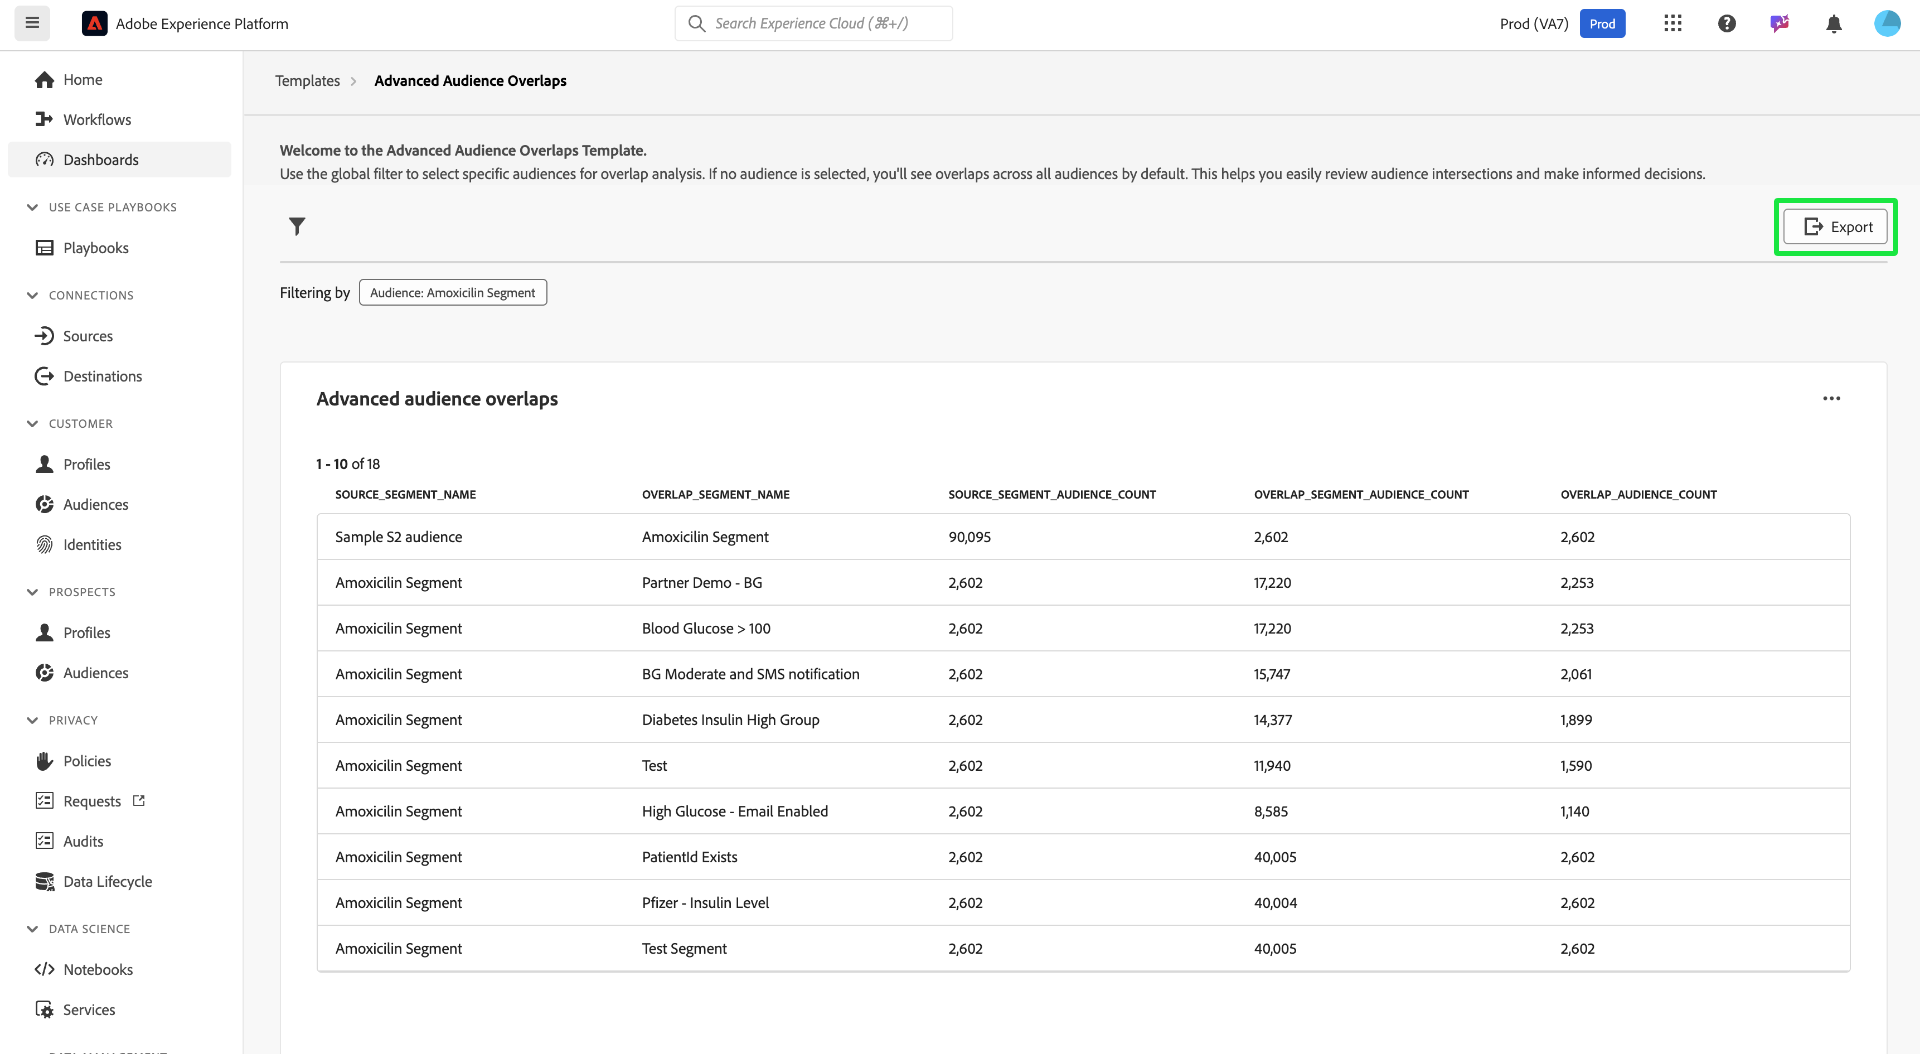 Adobe Experience Platform
Search Experience Cloud (⌘+/)
Prod (VA7)
Prod
Home
Workflows
Dashboards
USE CASE PLAYBOOKS
Playbooks
CONNECTIONS
Sources
Destinations
CUSTOMER
Profiles
Audiences
Identities
PROSPECTS
Profiles
Audiences
PRIVACY
Policies
Requests
Audits
Data Lifecycle
DATA SCIENCE
Notebooks
Services
DATA MANAGEMENT
Templates > Advanced Audience Overlaps
Welcome to the Advanced Audience Overlaps Template.
Use the global filter to select specific audiences for overlap analysis. If no audience is selected, you'll see overlaps across all audiences by default. This helps you easily review audience intersections and make informed decisions.
Export
Filtering by Audience: Amoxicilin Segment
Advanced audience overlaps
1 - 10 of 18
SOURCE_SEGMENT_NAME OVERLAP_SEGMENT_NAME SOURCE_SEGMENT_AUDIENCE_COUNT OVERLAP_SEGMENT_AUDIENCE_COUNT OVERLAP_AUDIENCE_COUNT
Sample S2 audience Amoxicilin Segment 90,095 2,602 2,602
Amoxicilin Segment Partner Demo - BG 2,602 17,220 2,253
Amoxicilin Segment Blood Glucose > 100 2,602 17,220 2,253
Amoxicilin Segment BG Moderate and SMS notification 2,602 15,747 2,061
Amoxicilin Segment Diabetes Insulin High Group 2,602 14,377 1,899
Amoxicilin Segment Test 2,602 11,940 1,590
Amoxicilin Segment High Glucose - Email Enabled 2,602 8,585 1,140
Amoxicilin Segment PatientId Exists 2,602 40,005 2,602
Amoxicilin Segment Pfizer - Insulin Level 2,602 40,004 2,602
Amoxicilin Segment Test Segment 2,602 40,005 2,602